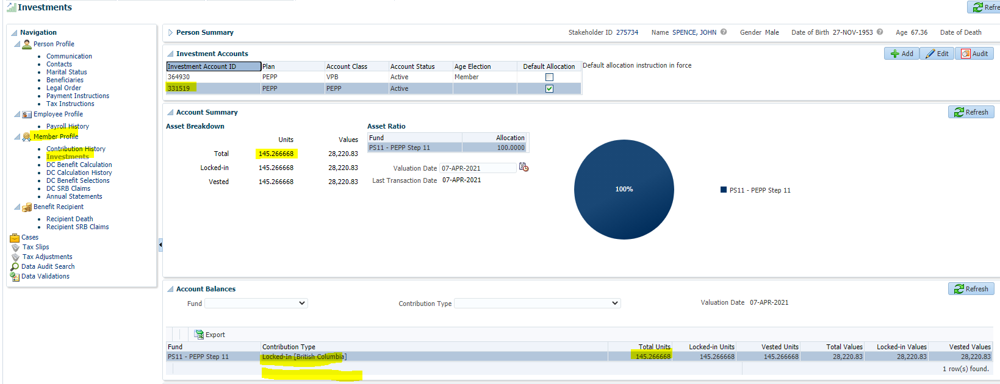 Investments
Refre
Navigation
Person Profile
Communication
Contacts
Marital Status
Beneficiaries
Legal Order
Payment Instructions
Tax Instructions
Employee Profile
Payroll History
Member Profile
Contribution History
Investments
DC Benefit Calculation
DC Calculation History
DC Benefit Selections
DC SRB Claims
Annual Statements
Benefit Recipient
Recipient Death
Recipient SRB Claims
Cases
Tax Slips
Tax Adjustments
Data Audit Search
Data Validations
Person Summary Stakeholder ID 275734 Name SPENCE, JOHN Gender Male Date of Birth 27-NOV-1953 Age 67.36 Date of Death
Investment Accounts Add Edit Audit
Investment Account ID Plan Account Class Account Status Age Election Default Allocation Default allocation instruction in force
364930 PEPP VPB Active Member
331519 PEPP PEPP Active
Account Summary Refresh
Asset Breakdown Asset Ratio
Units Values Fund Allocation
Total 145.266668 28,220.83 PS11 - PEPP Step 11 100.0000
Locked-in 145.266668 28,220.83 Valuation Date 07-APR-2021
Vested 145.266668 28,220.83 Last Transaction Date 07-APR-2021
100% PS11 - PEPP Step 11
Account Balances Refresh
Fund Contribution Type Valuation Date 07-APR-2021
Export
Fund Contribution Type Total Units Locked-in Units Vested Units Total Values Locked-in Values Vested Values
PS11 - PEPP Step 11 Locked-In [British Columbia] 145.266668 145.266668 145.266668 28,220.83 28,220.83 28,220.83
1 row(s) found.